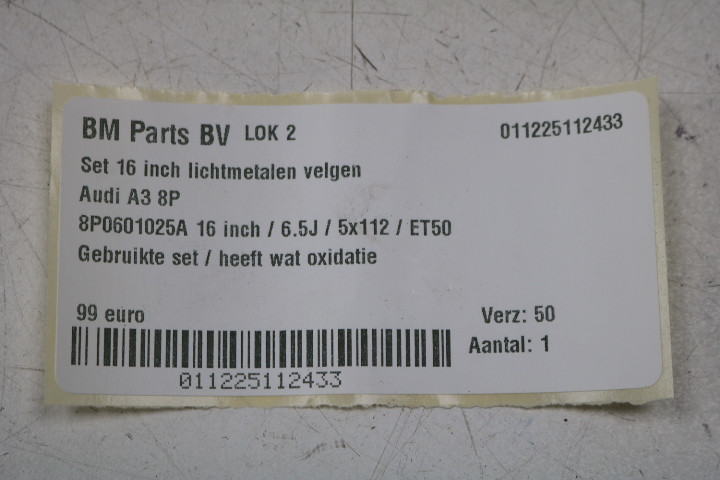 BM Parts BV LOK 2 011225112433
Set 16 inch lichtmetalen velgen
Audi A3 8P
8P0601025A 16 inch / 6.5J / 5x112 / ET50
Gebruikte set / heeft wat oxidatie
99 euro Verz: 50
Aantal: 1
011225112433